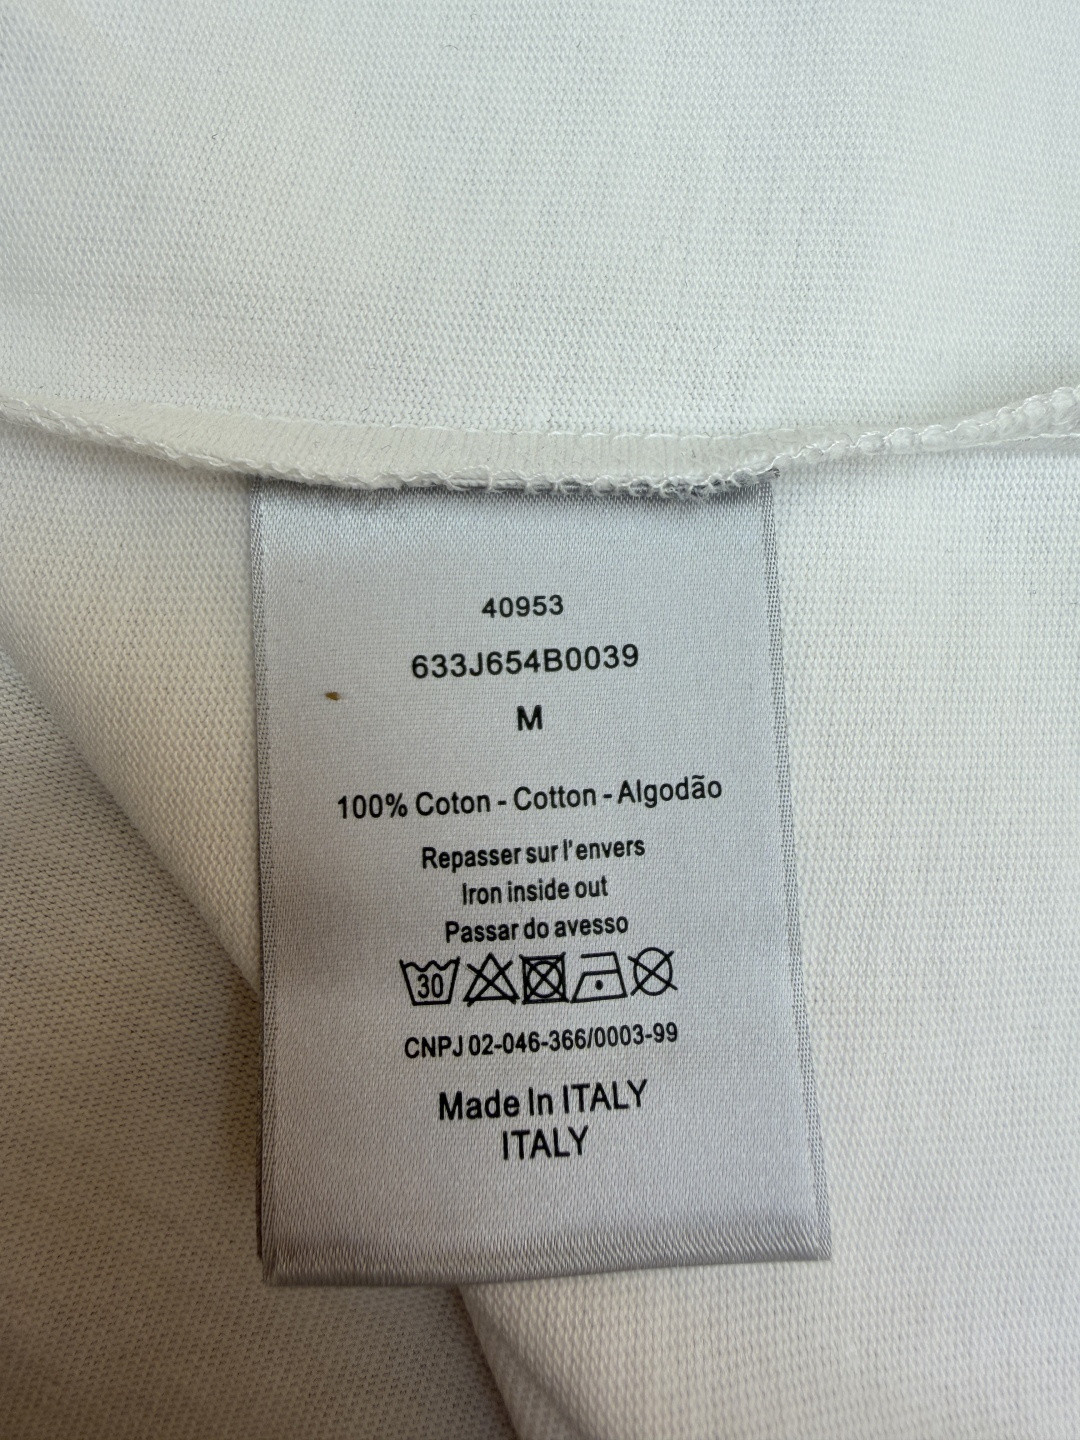 40953
633J654B0039
M
100% Coton - Cotton - Algodão
Repasser sur l'envers
Iron inside out
Passar do avesso
30
CNPJ 02-046-366/0003-99
Made In ITALY
ITALY